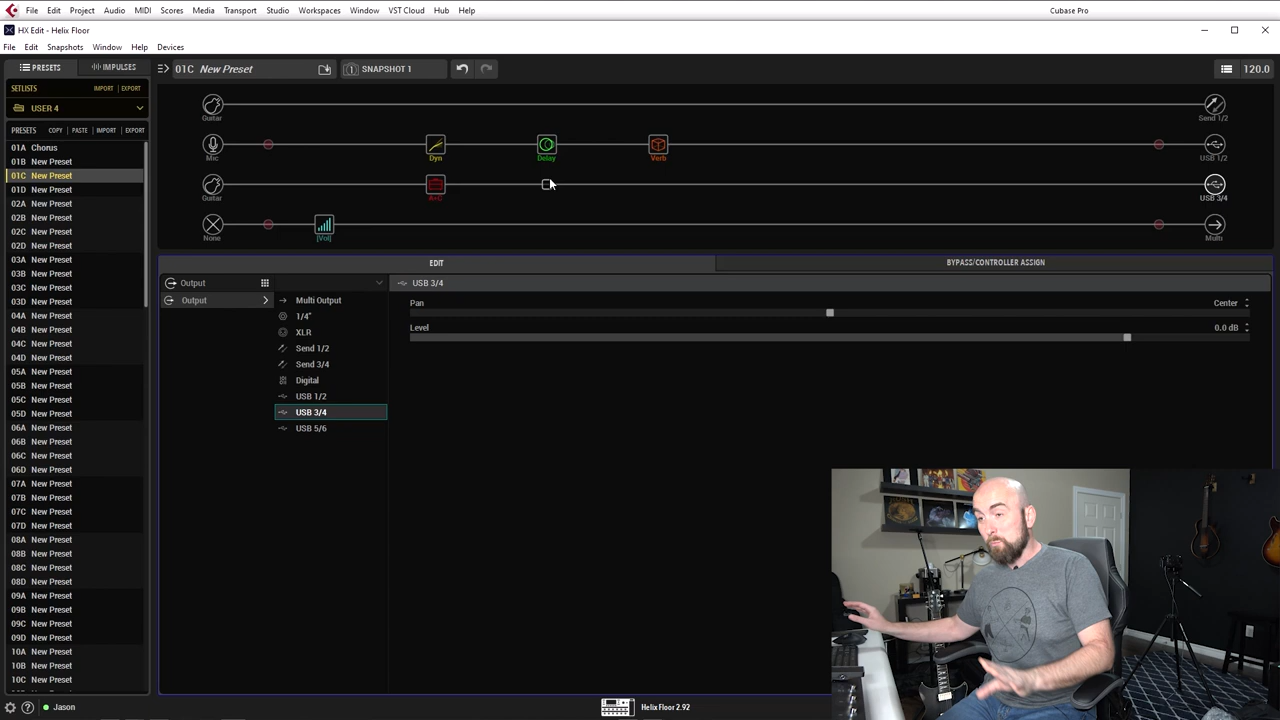 File Edit Project Audio MIDI Scores Media Transport Studio Workspaces Window VST Cloud Hub Help Cubase Pro
HX Edit - Helix Floor
File Edit Snapshots Window Help Devices
PRESETS IMPULSES 01C New Preset SNAPSHOT 1 120.0
SETLISTS IMPORT EXPORT
USER 4
PRESETS COPY PASTE IMPORT EXPORT
01A Chorus
01B New Preset
01C New Preset
01D New Preset
02A New Preset
02B New Preset
02C New Preset
02D New Preset
03A New Preset
03B New Preset
03C New Preset
03D New Preset
04A New Preset
04B New Preset
04C New Preset
04D New Preset
05A New Preset
05B New Preset
05C New Preset
05D New Preset
06A New Preset
06B New Preset
06C New Preset
06D New Preset
07A New Preset
07B New Preset
07C New Preset
07D New Preset
08A New Preset
08B New Preset
08C New Preset
08D New Preset
09A New Preset
09B New Preset
09C New Preset
09D New Preset
10A New Preset
10B New Preset
10C New Preset
Guitar Send 1/2
Mic Dyn Delay Verb USB 1/2
Guitar A+C USB 3/4
None [Vol] Multi
EDIT BYPASS/CONTROLLER ASSIGN
Output
Output
Multi Output
1/4"
XLR
Send 1/2
Send 3/4
Digital
USB 1/2
USB 3/4
USB 5/6
USB 3/4
Pan Center
Level 0.0 dB
Jason Helix Floor 2.92